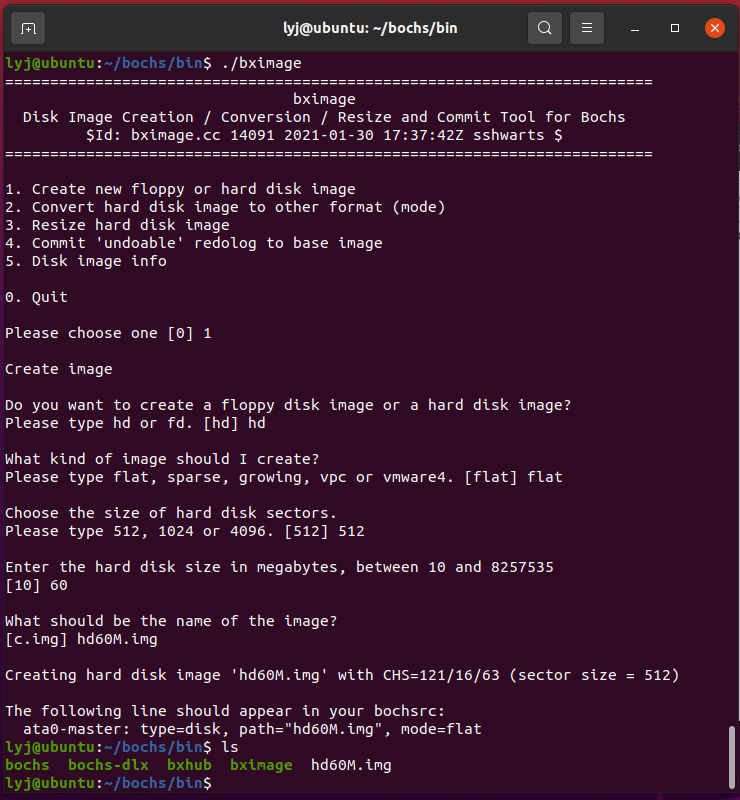 lyj@ubuntu: ~/bochs/bin
lyj@ubuntu:~/bochs/bin$ ./bximage
========================================================================
bximage
Disk Image Creation / Conversion / Resize and Commit Tool for Bochs
$Id: bximage.cc 14091 2021-01-30 17:37:42Z sshwarts $
========================================================================
1. Create new floppy or hard disk image
2. Convert hard disk image to other format (mode)
3. Resize hard disk image
4. Commit 'undoable' redolog to base image
5. Disk image info
0. Quit
Please choose one [0] 1
Create image
Do you want to create a floppy disk image or a hard disk image?
Please type hd or fd. [hd] hd
What kind of image should I create?
Please type flat, sparse, growing, vpc or vmware4. [flat] flat
Choose the size of hard disk sectors.
Please type 512, 1024 or 4096. [512] 512
Enter the hard disk size in megabytes, between 10 and 8257535
[10] 60
What should be the name of the image?
[c.img] hd60M.img
Creating hard disk image 'hd60M.img' with CHS=121/16/63 (sector size = 512)
The following line should appear in your bochsrc:
ata0-master: type=disk, path="hd60M.img", mode=flat
lyj@ubuntu:~/bochs/bin$ ls
bochs  bochs-dlx  bxhub  bximage  hd60M.img
lyj@ubuntu:~/bochs/bin$